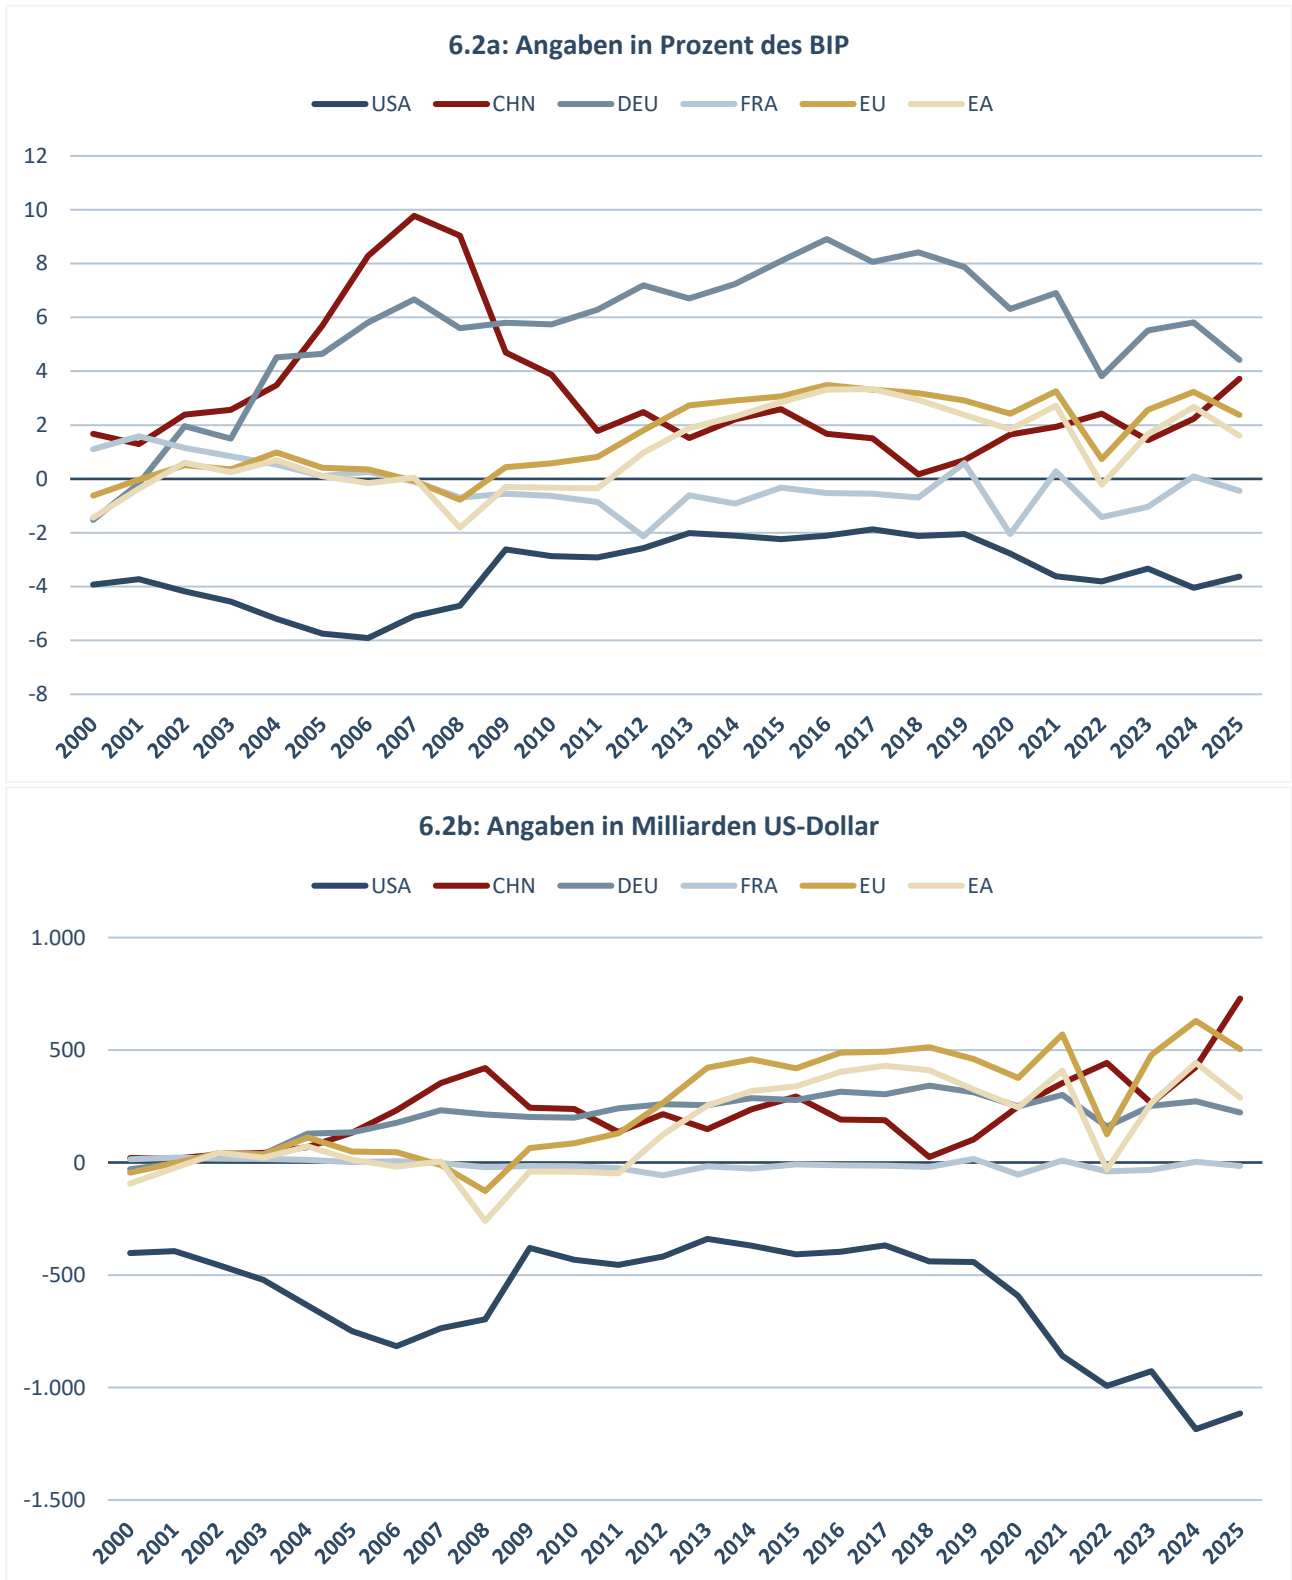 6.2a: Angaben in Prozent des BIP
USA CHN DEU FRA EU EA
12
10
8
6
4
2
0
-2
-4
-6
-8
2000 2001 2002 2003 2004 2005 2006 2007 2008 2009 2010 2011 2012 2013 2014 2015 2016 2017 2018 2019 2020 2021 2022 2023 2024 2025
6.2b: Angaben in Milliarden US-Dollar
USA CHN DEU FRA EU EA
1.000
500
0
-500
-1.000
-1.500
2000 2001 2002 2003 2004 2005 2006 2007 2008 2009 2010 2011 2012 2013 2014 2015 2016 2017 2018 2019 2020 2021 2022 2023 2024 2025